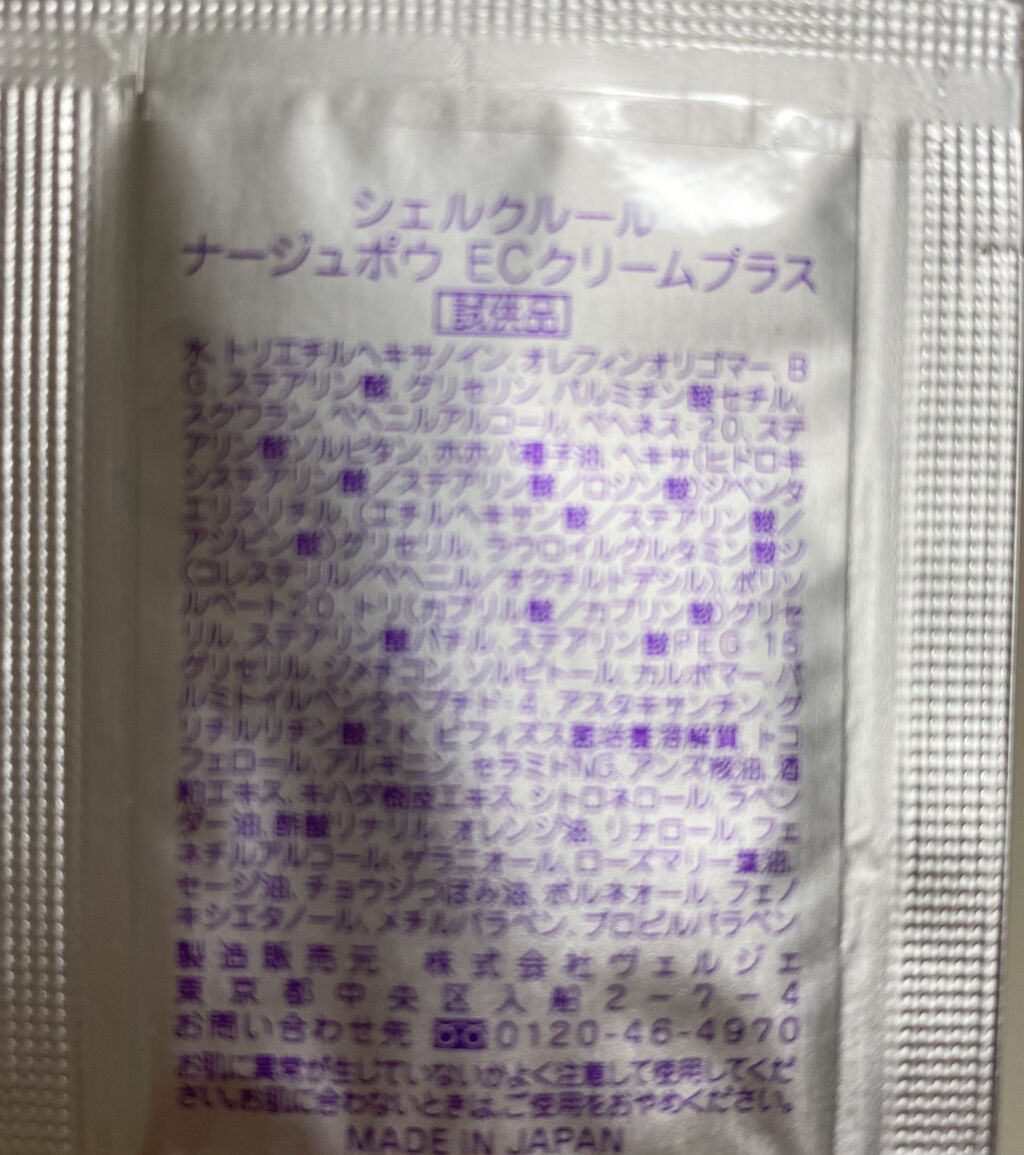 シェルクルール
ナージュポウ ECクリームプラス
試供品
水、トリエチルヘキサノイン、オレフィンオリゴマー、B
G、ステアリン酸、グリセリン、パルミチン酸セチル、
スクワラン、ベヘニルアルコール、ベヘネス-20、ステ
アリン酸ソルビタン、ホホバ種子油、ヘキサ(ヒドロキ
システアリン酸/ステアリン酸/ロジン酸)ジペンタ
エリスリチル、(エチルヘキサン酸/ステアリン酸/
アジピン酸)グリセリル、ラウロイルグルタミン酸ジ
(コレステリル/ベヘニル/オクチルドデシル)、ポリソ
ルベート20、トリ(カプリル酸/カプリン酸)グリセ
リル、ステアリン酸バチル、ステアリン酸PEG-15
グリセリル、ジメチコン、ソルビトール、カルボマー、パ
ルミトイルペンタペプチド-4、アスタキサンチン、グ
リチルリチン酸2K、ビフィズス菌培養溶解質、トコ
フェロール、アルギニン、セラミドNG、アンズ核油、酒
粕エキス、キハダ樹皮エキス、シトロネロール、ラベン
ダー油、酢酸リナリル、オレンジ油、リナロール、フェ
ネチルアルコール、ゲラニオール、ローズマリー葉油、
セージ油、チョウジつぼみ油、ボルネオール、フェノ
キシエタノール、メチルパラベン、プロピルパラベン
製造販売元 株式会社ヴェルジェ
東京都中央区入船2-7-4
お問い合わせ先 0120-46-4970
お肌に異常が生じていないかよく注意して使用してくだ
さい。お肌に合わないときは、ご使用をおやめください。
MADE IN JAPAN